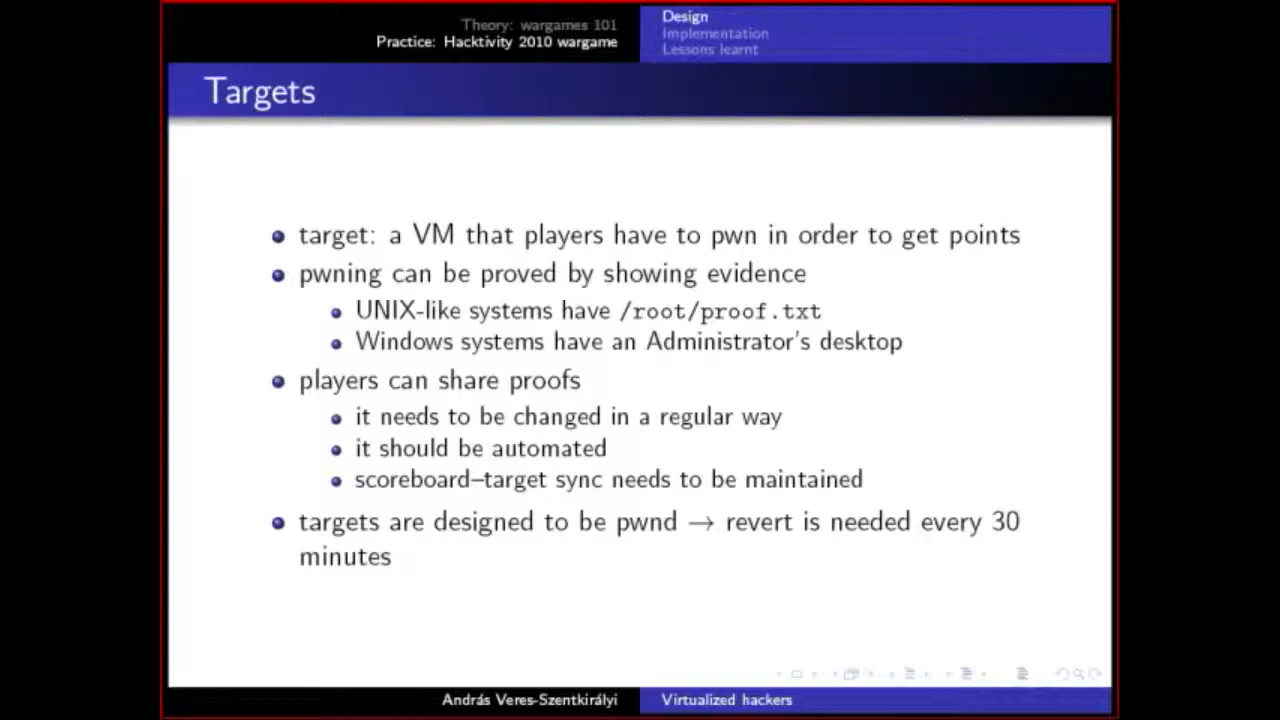 Theory: wargames 101
Practice: Hacktivity 2010 wargame
Design
Implementation
Lessons learnt
Targets
target: a VM that players have to pwn in order to get points
pwning can be proved by showing evidence
UNIX-like systems have /root/proof.txt
Windows systems have an Administrator's desktop
players can share proofs
it needs to be changed in a regular way
it should be automated
scoreboard–target sync needs to be maintained
targets are designed to be pwnd → revert is needed every 30
minutes
András Veres-Szentkirályi
Virtualized hackers